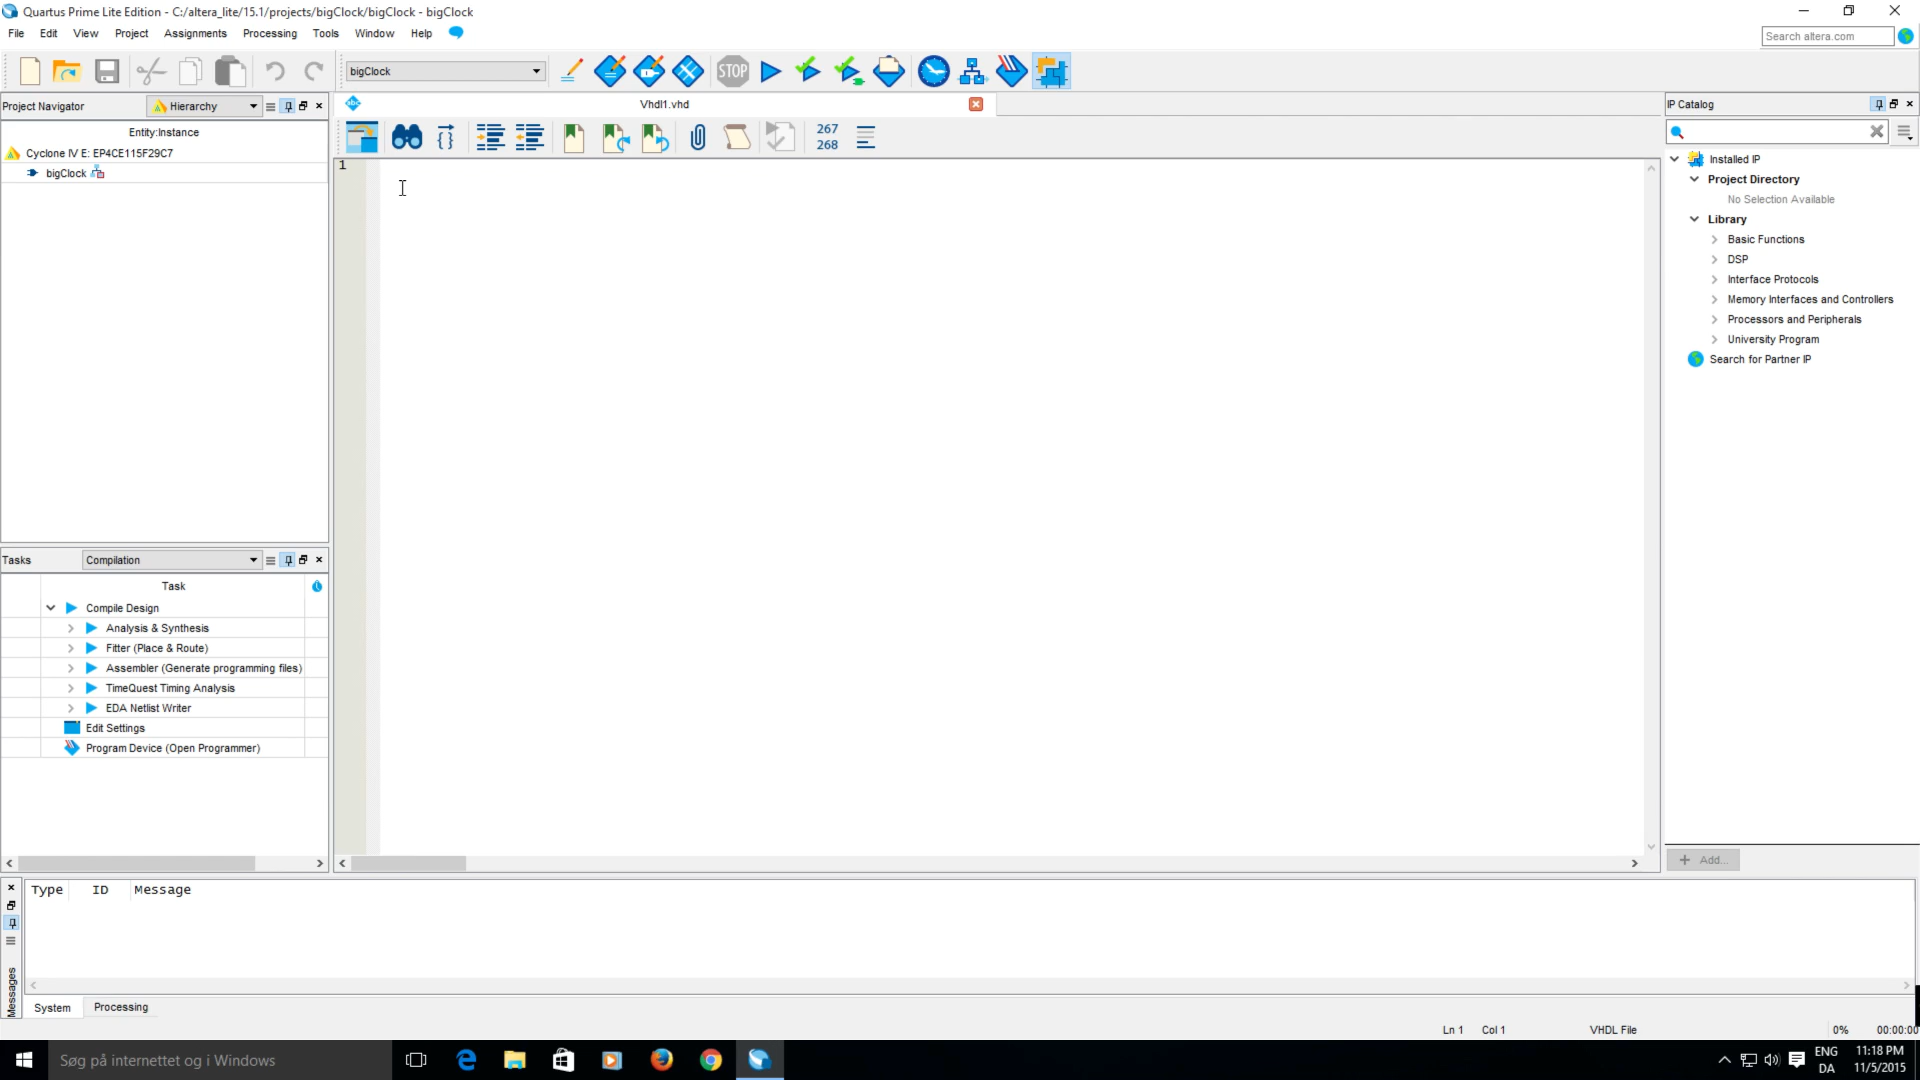 Quartus Prime Lite Edition - C:/altera_lite/15.1/projects/bigClock/bigClock - bigClock
File Edit View Project Assignments Processing Tools Window Help
Search altera.com
bigClock
STOP
Project Navigator
Hierarchy
Entity:Instance
Cyclone IV E: EP4CE115F29C7
bigClock
abc
Vhdl1.vhd
267
268
1
IP Catalog
Installed IP
Project Directory
No Selection Available
Library
Basic Functions
DSP
Interface Protocols
Memory Interfaces and Controllers
Processors and Peripherals
University Program
Search for Partner IP
+ Add...
Tasks
Compilation
Task
Compile Design
Analysis & Synthesis
Fitter (Place & Route)
Assembler (Generate programming files)
TimeQuest Timing Analysis
EDA Netlist Writer
Edit Settings
Program Device (Open Programmer)
Type ID Message
Messages
System Processing
Ln 1 Col 1 VHDL File 0% 00:00:00
Søg på internettet og i Windows
ENG
DA
11:18 PM
11/5/2015